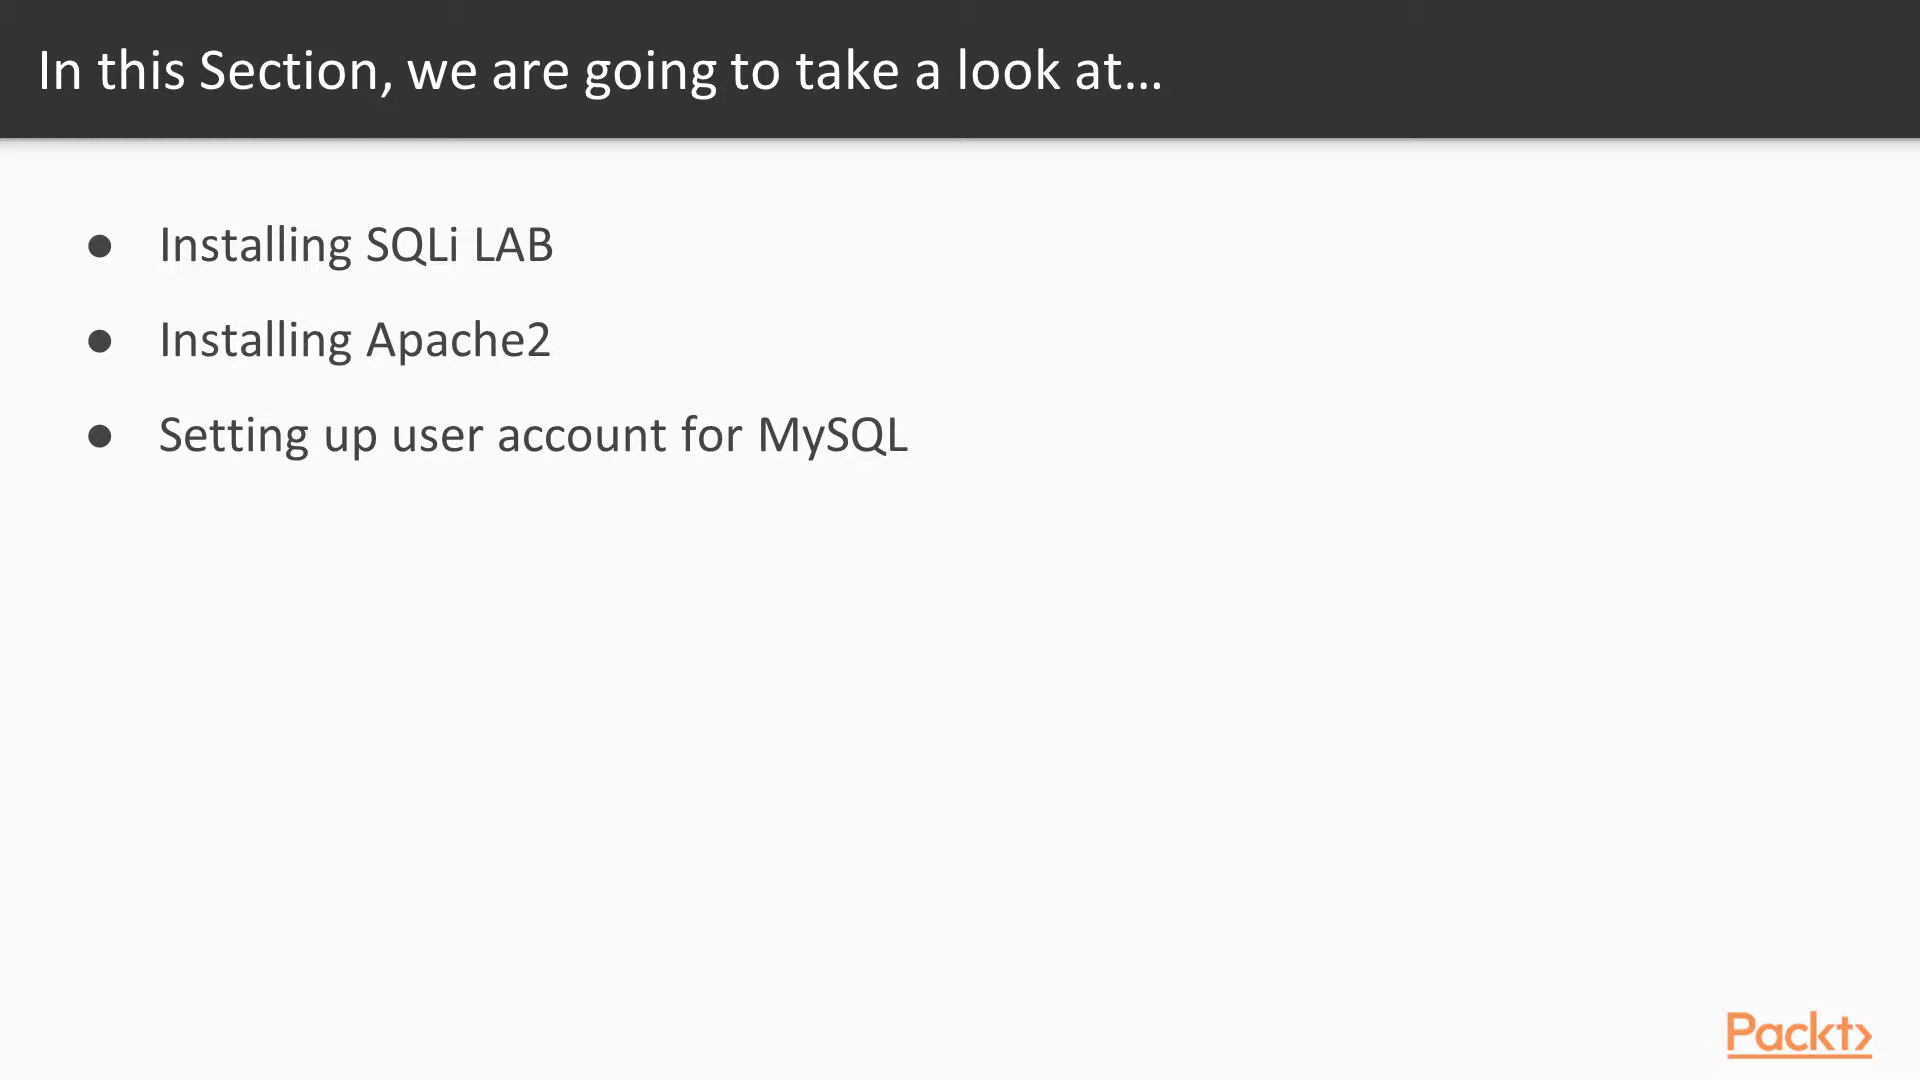 In this Section, we are going to take a look at...
● Installing SQLi LAB
● Installing Apache2
● Setting up user account for MySQL
Packt>